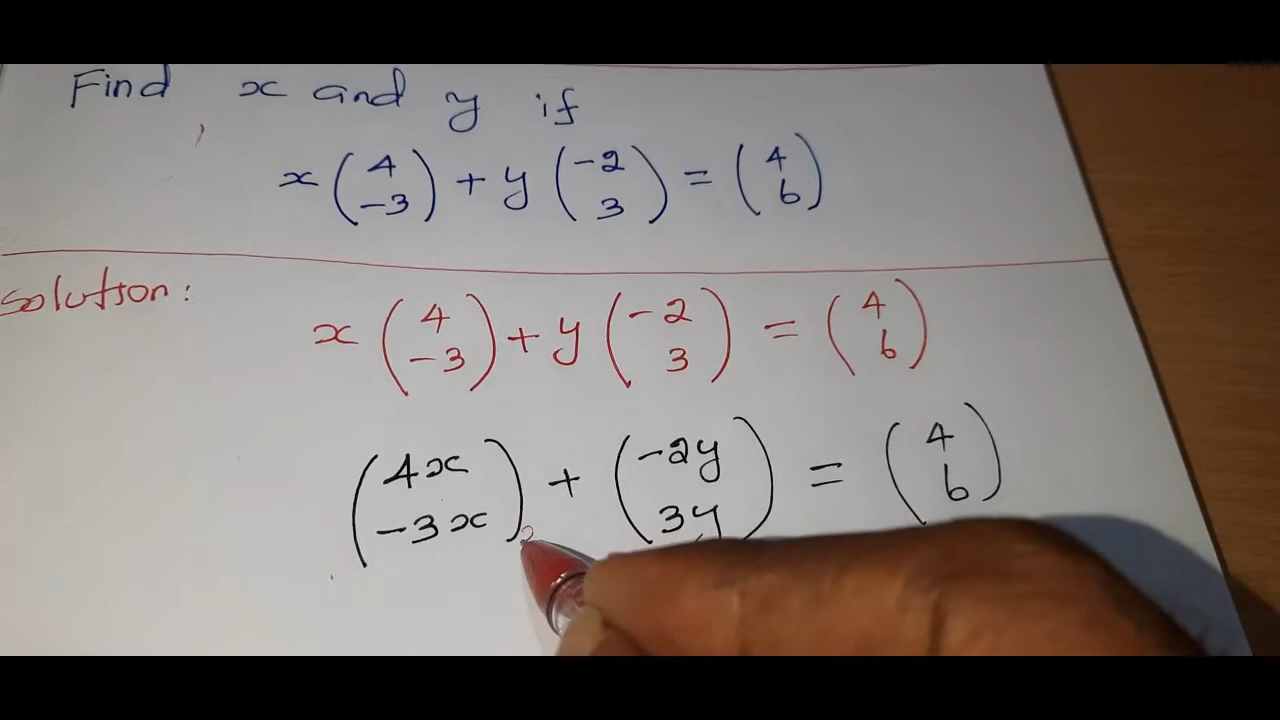 Find x and y if
x(4 -3) + y(-2 3) = (4 6)
Solution:
x(4 -3) + y(-2 3) = (4 6)
(4x -3x) + (-2y 3y) = (4 6)